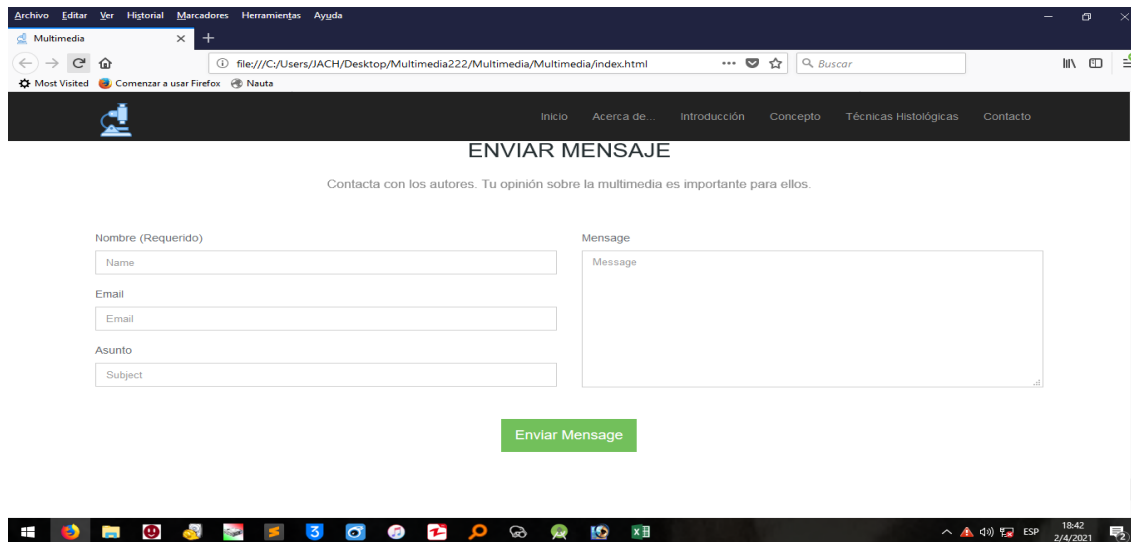 Archivo Editar Ver Historial Marcadores Herramientas Ayuda
Multimedia
file:///C:/Users/JACH/Desktop/Multimedia222/Multimedia/Multimedia/index.html
Buscar
Most Visited Comenzar a usar Firefox Nauta
Inicio Acerca de... Introducción Concepto Técnicas Histológicas Contacto
ENVIAR MENSAJE
Contacta con los autores. Tu opinión sobre la multimedia es importante para ellos.
Nombre (Requerido)
Name
Email
Email
Asunto
Subject
Mensage
Message
Enviar Mensage
ESP
18:42
2/4/2021
2